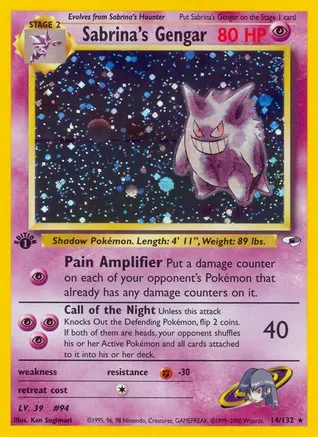 Evolves from Sabrina's Haunter Put Sabrina's Gengar on the Stage 1 card
STAGE 2
Sabrina's Gengar 80 HP
EDITION
1
Shadow Pokémon. Length: 4' 11", Weight: 89 lbs.
Pain Amplifier Put a damage counter
on each of your opponent's Pokémon that
already has any damage counters on it.
Call of the Night Unless this attack
Knocks Out the Defending Pokémon, flip 2 coins.
If both of them are heads, your opponent shuffles
his or her Active Pokémon and all cards attached
to it into his or her deck.
40
weakness resistance -30
retreat cost
LV. 39 #94
Illus. Ken Sugimori ©1995, 96, 98 Nintendo, Creatures, GAMEFREAK. ©1999-2000 Wizards. 14/132 ★